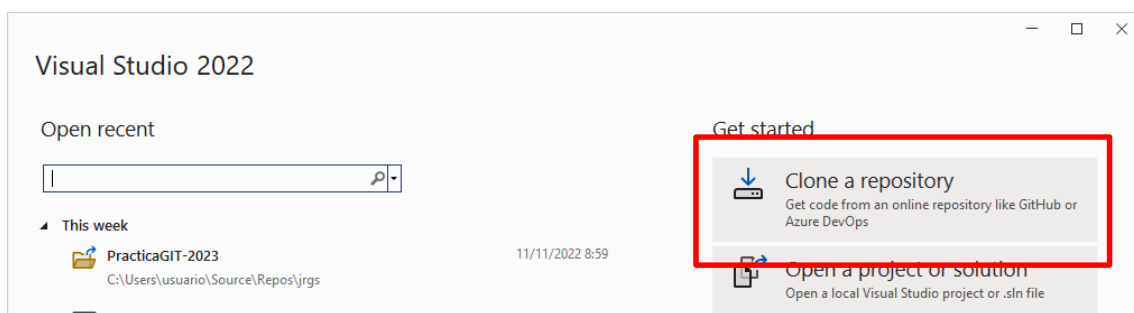 Visual Studio 2022
Open recent
Get started
This week
PracticaGIT-2023
11/11/2022 8:59
C:\Users\usuario\Source\Repos\jrgs
Clone a repository
Get code from an online repository like GitHub or
Azure DevOps
Open a project or solution
Open a local Visual Studio project or .sln file